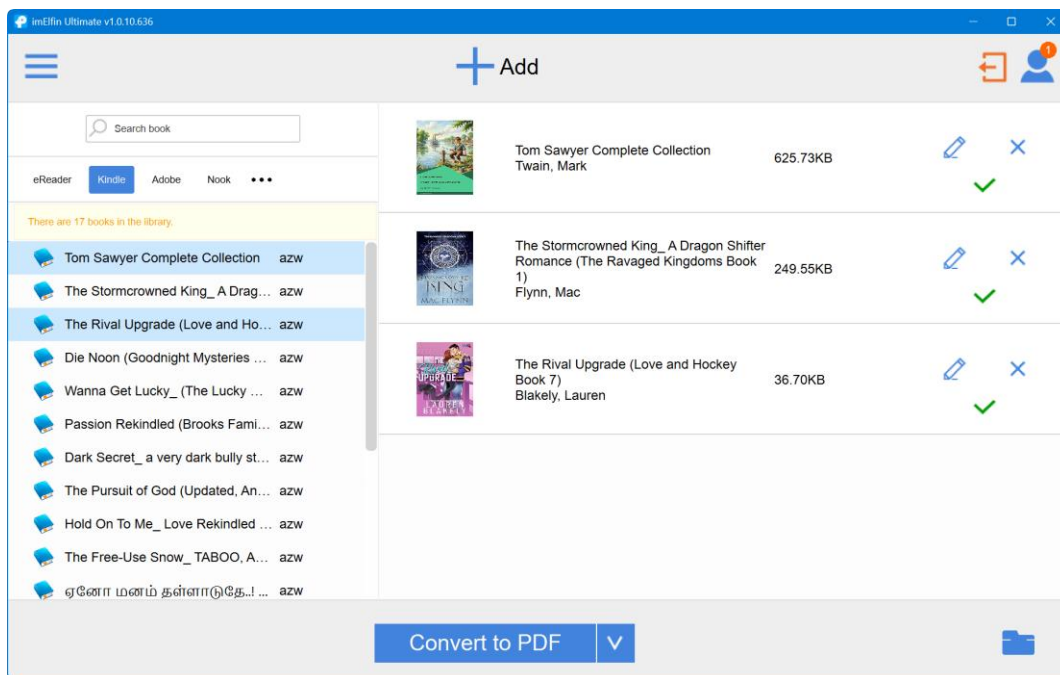 imElfin Ultimate v1.0.10.636
Add
1
Search book
eReader Kindle Adobe Nook •••
There are 17 books in the library.
Tom Sawyer Complete Collection azw
The Stormcrowned King_ A Drag... azw
The Rival Upgrade (Love and Ho... azw
Die Noon (Goodnight Mysteries ... azw
Wanna Get Lucky_ (The Lucky ... azw
Passion Rekindled (Brooks Fami... azw
Dark Secret_ a very dark bully st... azw
The Pursuit of God (Updated, An... azw
Hold On To Me_ Love Rekindled ... azw
The Free-Use Snow_ TABOO, A... azw
ஏனோ மனம் தள்ளாடுதே..! ... azw
Tom Sawyer Complete Collection
Twain, Mark
625.73KB
The Stormcrowned King_ A Dragon Shifter
Romance (The Ravaged Kingdoms Book
1)
Flynn, Mac
249.55KB
KING
MAC FLYNN
The Rival Upgrade (Love and Hockey
Book 7)
Blakely, Lauren
36.70KB
UPGRADE
LAUREN
BLAKELY
Convert to PDF